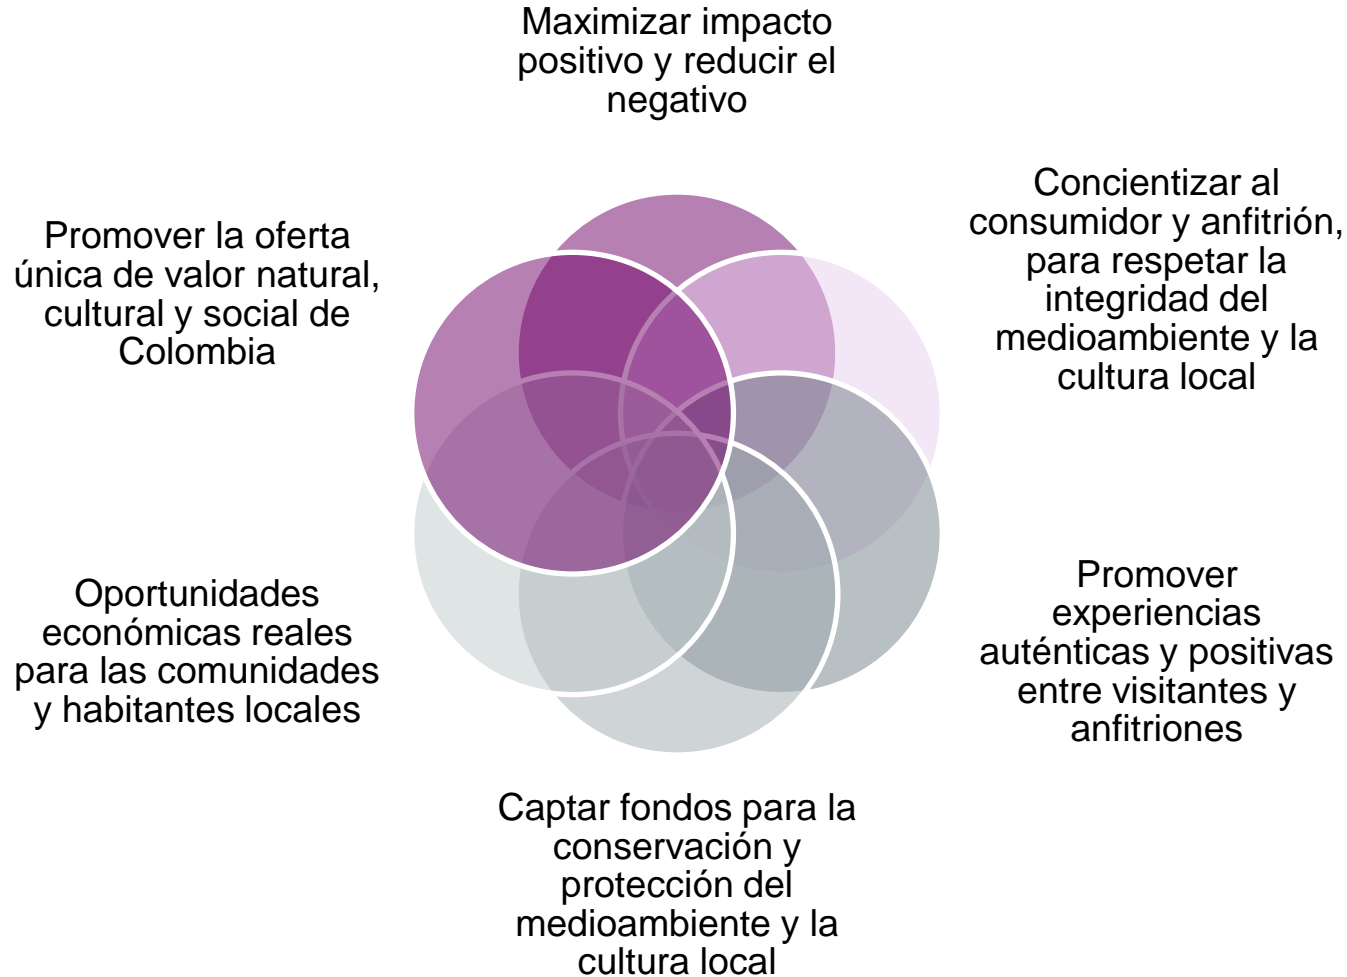 Maximizar impacto
positivo y reducir el
negativo
Concientizar al
consumidor y anfitrión,
para respetar la
integridad del
medioambiente y la
cultura local
Promover
experiencias
auténticas y positivas
entre visitantes y
anfitriones
Captar fondos para la
conservación y
protección del
medioambiente y la
cultura local
Oportunidades
económicas reales
para las comunidades
y habitantes locales
Promover la oferta
única de valor natural,
cultural y social de
Colombia